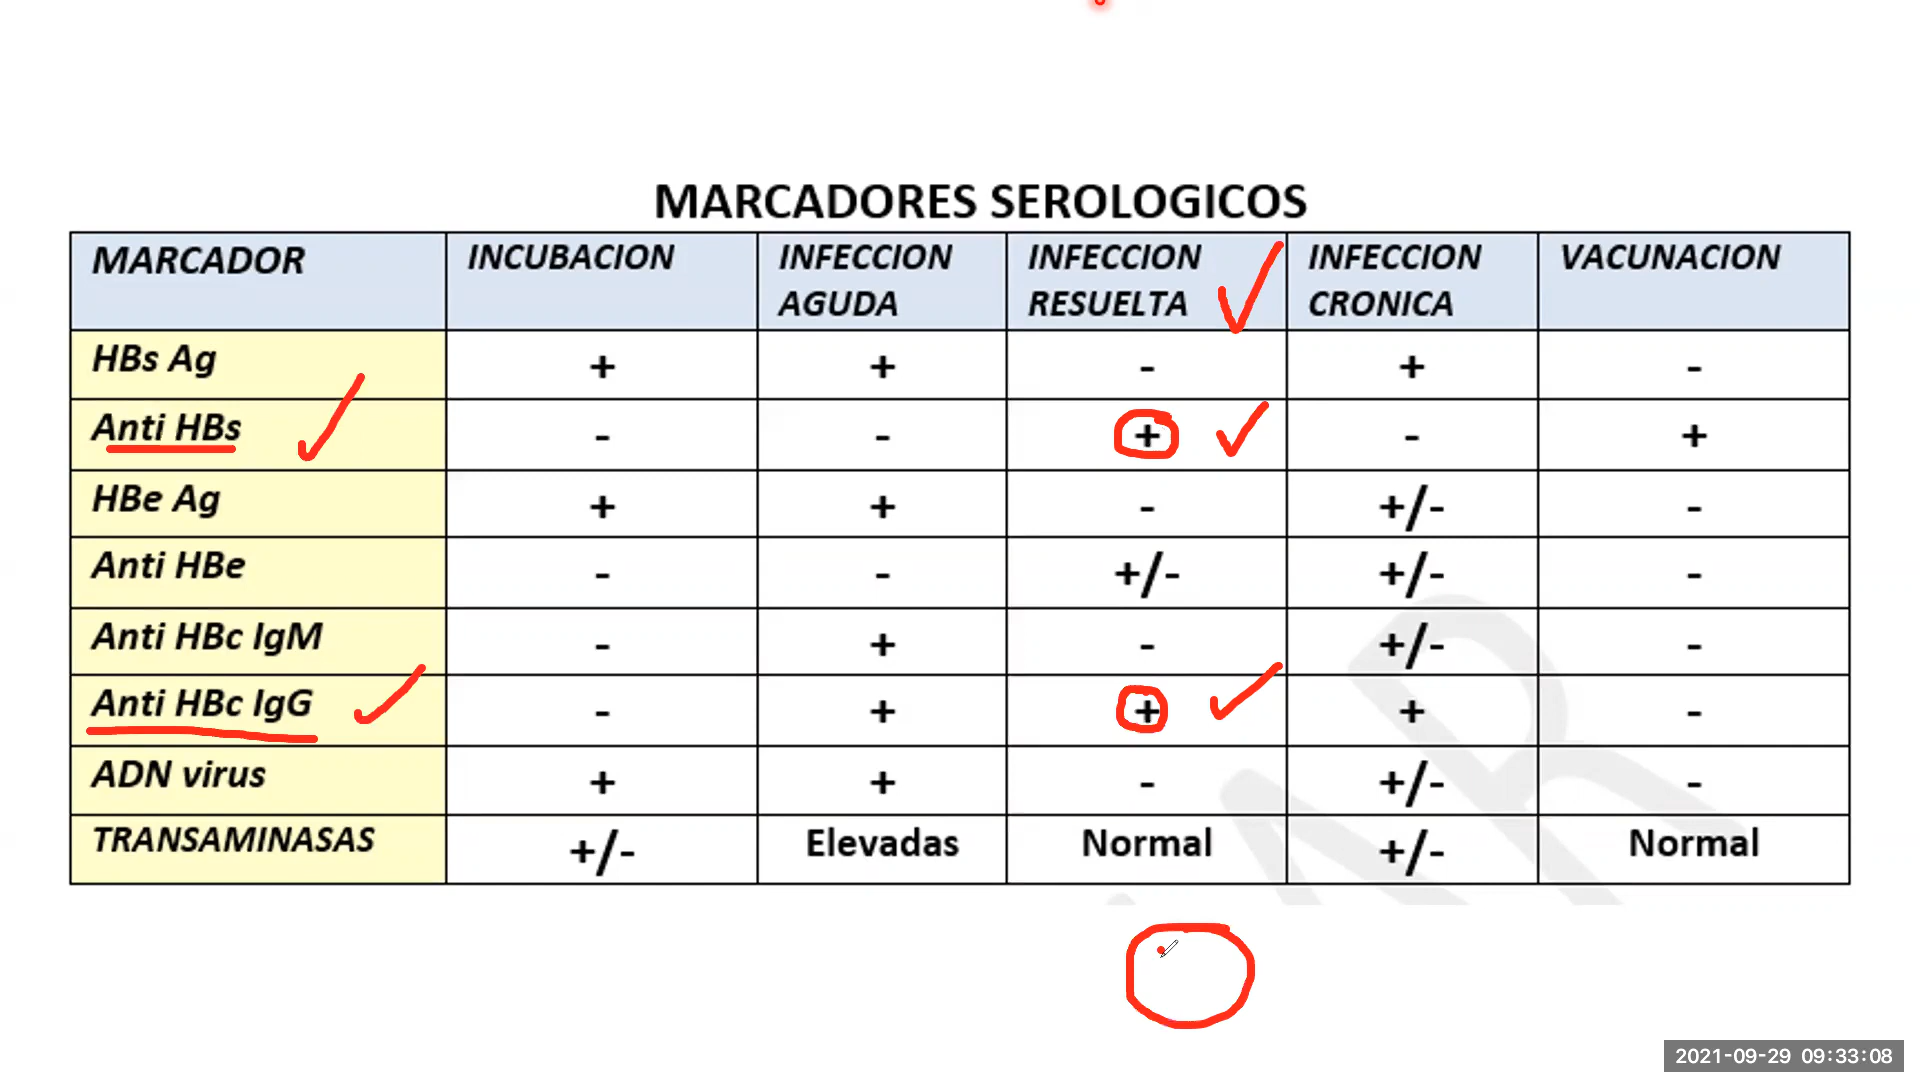 MARCADORES SEROLOGICOS
MARCADOR INCUBACION INFECCION AGUDA INFECCION RESUELTA INFECCION CRONICA VACUNACION
HBs Ag + + - + -
Anti HBs - - + - +
HBe Ag + + - +/- -
Anti HBe - - +/- +/- -
Anti HBc IgM - + - +/- -
Anti HBc IgG - + + + -
ADN virus + + - +/- -
TRANSAMINASAS +/- Elevadas Normal +/- Normal
2021-09-29 09:33:08